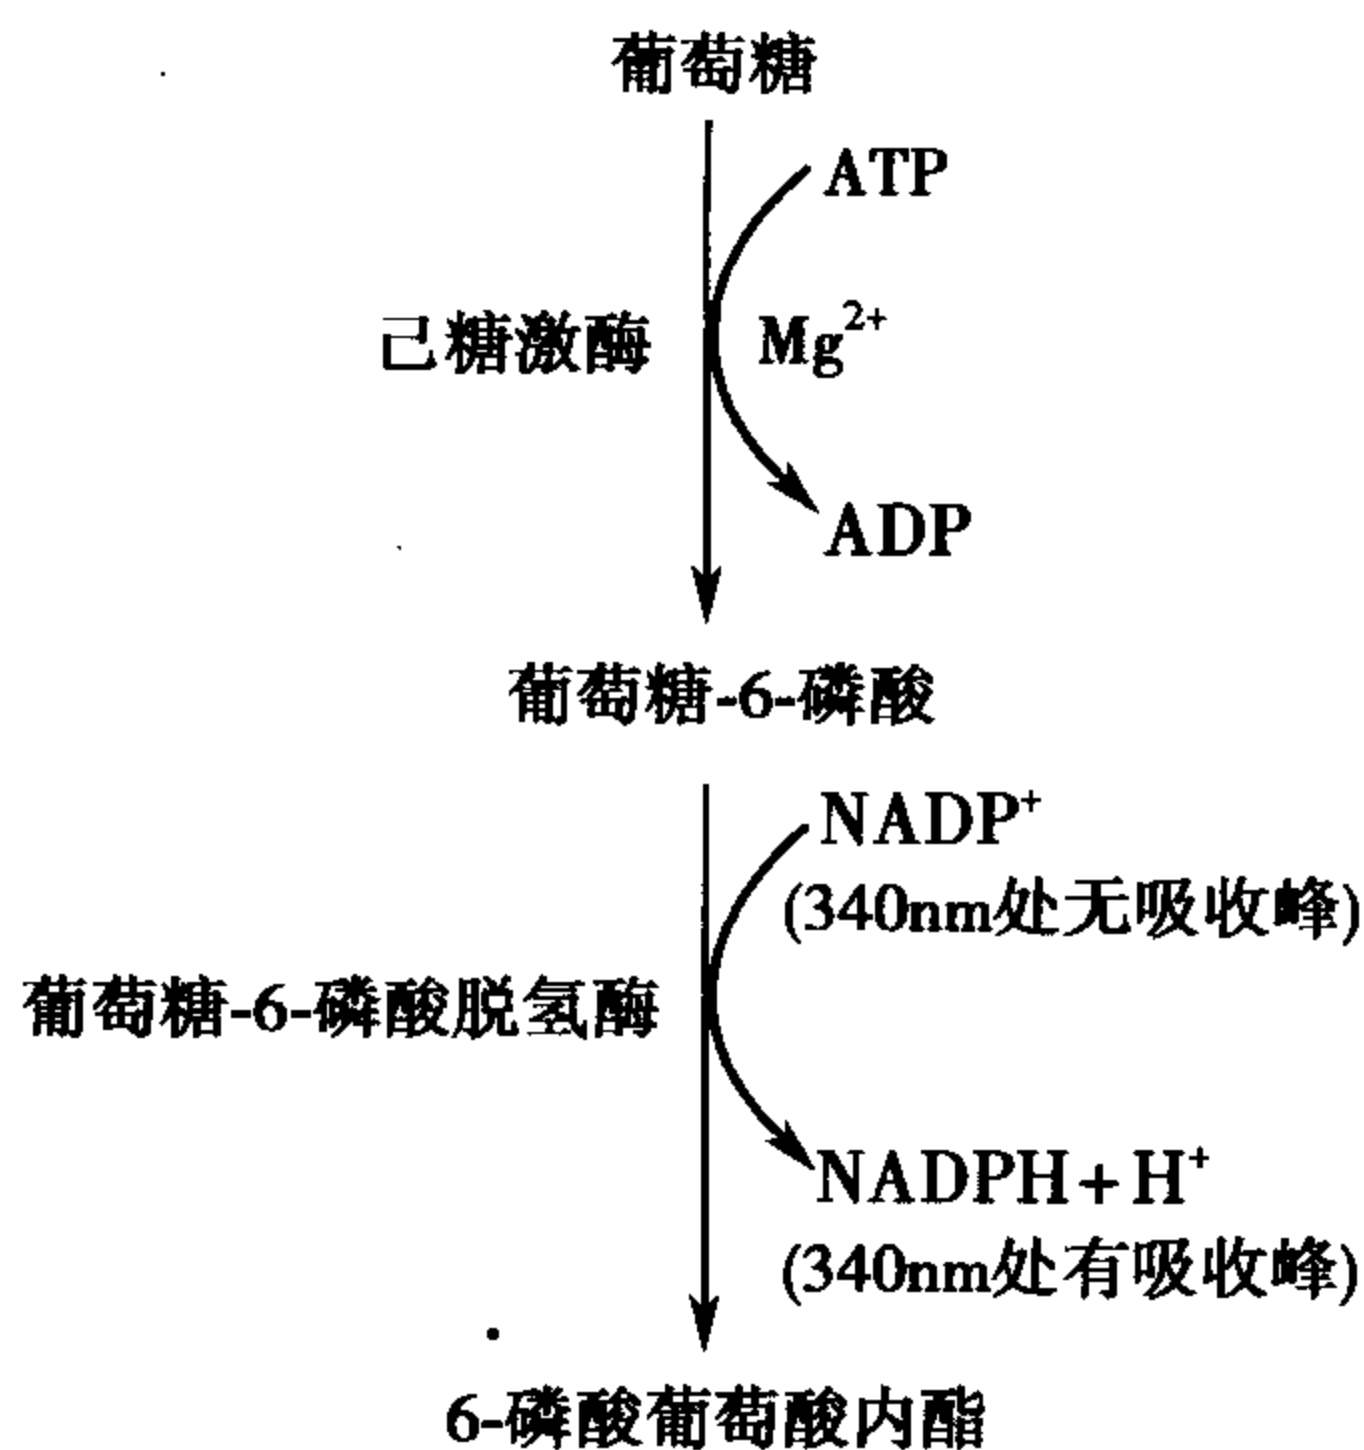 葡萄糖
ATP
己糖激酶
Mg²⁺
ADP
葡萄糖-6-磷酸
NADP⁺
(340nm处无吸收峰)
葡萄糖-6-磷酸脱氢酶
NADPH + H⁺
(340nm处有吸收峰)
6-磷酸葡萄酸内酯